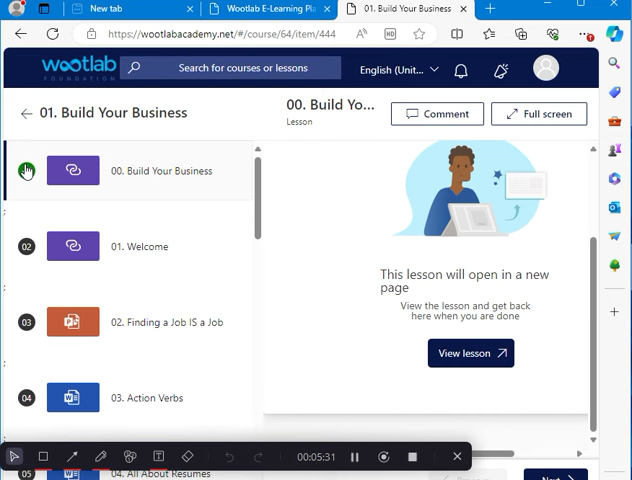 New tab
Wootlab E-Learning Pla
01. Build Your Business
https://wootlabacademy.net/#/course/64/item/444
wootlab
FOUNDATION
Search for courses or lessons
English (Unit...
01. Build Your Business
00. Build Yo...
Lesson
Comment
Full screen
00. Build Your Business
02
01. Welcome
03
02. Finding a Job IS a Job
04
03. Action Verbs
05
04. All About Resumes
This lesson will open in a new
page
View the lesson and get back
here when you are done
View lesson
00:05:31
Next